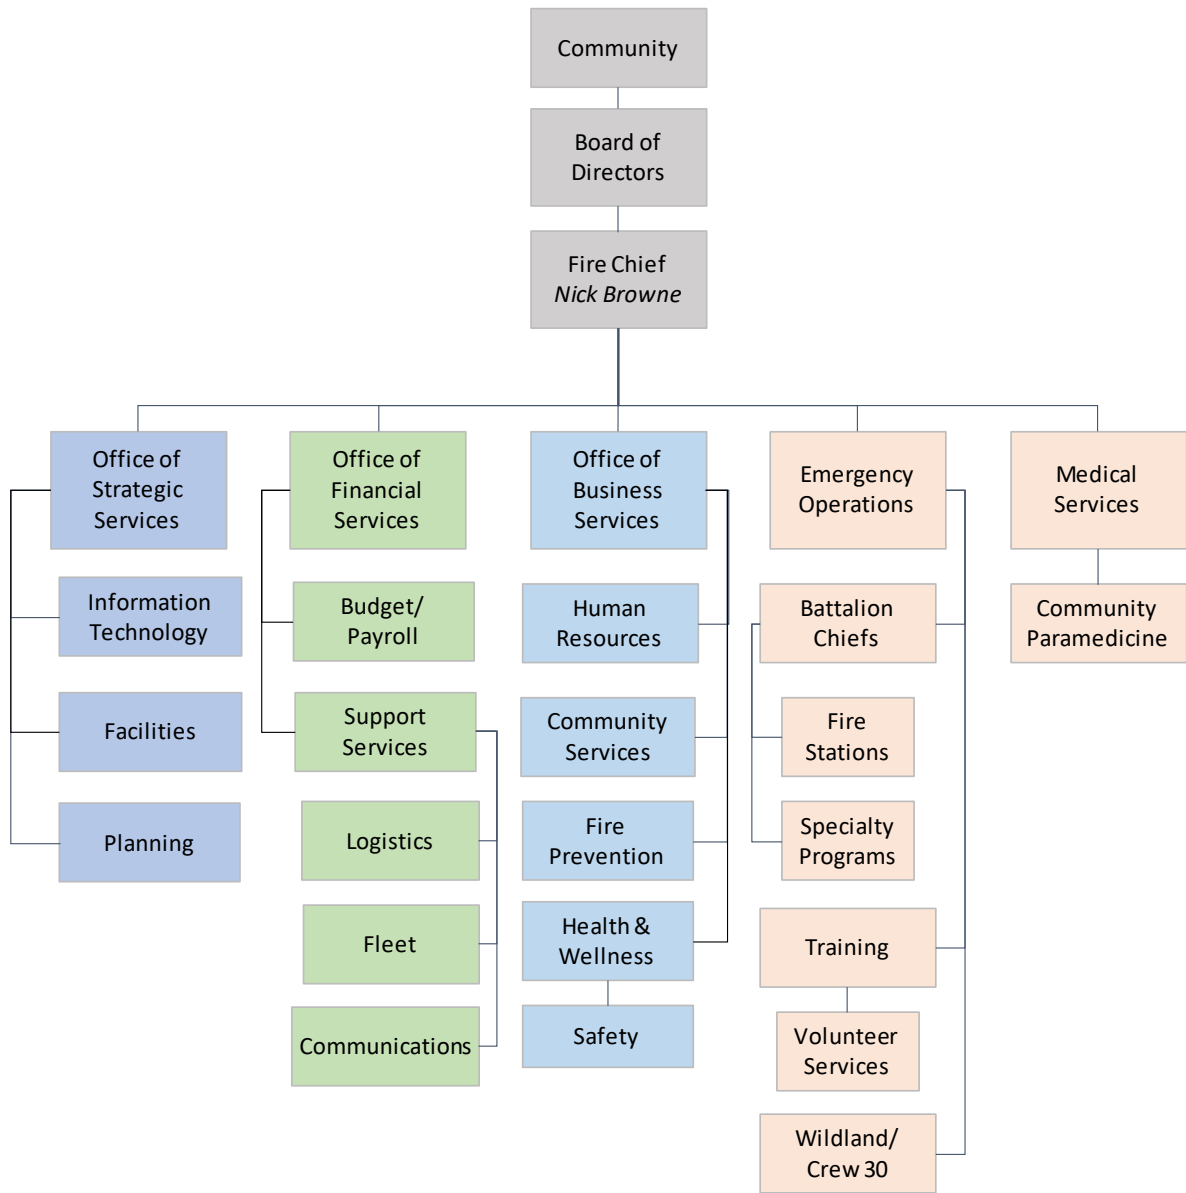 Community
Board of
Directors
Fire Chief
Nick Browne
Office of
Strategic
Services
Information
Technology
Facilities
Planning
Office of
Financial
Services
Budget/
Payroll
Support
Services
Logistics
Fleet
Communications
Office of
Business
Services
Human
Resources
Community
Services
Fire
Prevention
Health &
Wellness
Safety
Emergency
Operations
Battalion
Chiefs
Fire
Stations
Specialty
Programs
Training
Volunteer
Services
Wildland/
Crew 30
Medical
Services
Community
Paramedicine